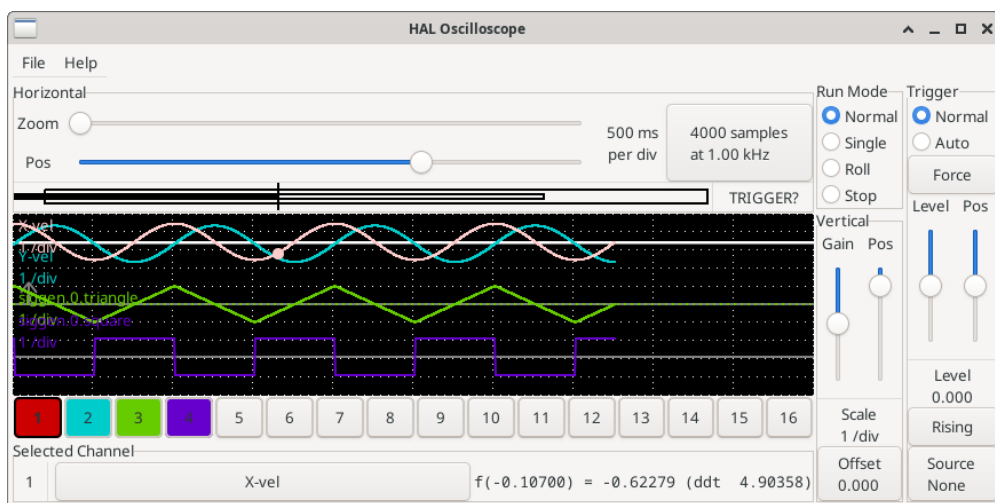 HAL Oscilloscope
File Help
Horizontal
Zoom
Pos
500 ms
per div
4000 samples
at 1.00 kHz
TRIGGER?
X-vel
1 /div
Y-vel
1 /div
siggen.0.triangle
1 /div
siggen.0.square
1 /div
1 2 3 4 5 6 7 8 9 10 11 12 13 14 15 16
Selected Channel
1 X-vel f(-0.10700) = -0.62279 (ddt 4.90358)
Run Mode
Normal
Single
Roll
Stop
Vertical
Gain Pos
Scale
1 /div
Offset
0.000
Trigger
Normal
Auto
Force
Level Pos
Level
0.000
Rising
Source
None